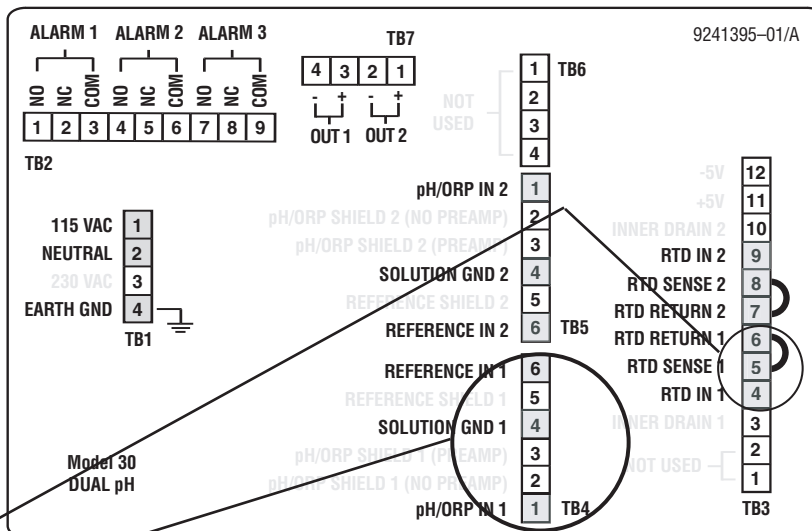 ALARM 1 ALARM 2 ALARM 3
NO NC COM NO NC COM NO NC COM
1 2 3 4 5 6 7 8 9
TB2
TB7
4 3 2 1
- + - +
OUT 1 OUT 2
9241395–01/A
TB6
NOT
USED
1
2
3
4
115 VAC 1
NEUTRAL 2
230 VAC 3
EARTH GND 4
TB1
pH/ORP IN 2 1
pH/ORP SHIELD 2 (NO PREAMP) 2
pH/ORP SHIELD 2 (PREAMP) 3
SOLUTION GND 2 4
REFERENCE SHIELD 2 5
REFERENCE IN 2 6 TB5
REFERENCE IN 1 6
REFERENCE SHIELD 1 5
SOLUTION GND 1 4
pH/ORP SHIELD 1 (PREAMP) 3
pH/ORP SHIELD 1 (NO PREAMP) 2
pH/ORP IN 1 1 TB4
-5V 12
+5V 11
INNER DRAIN 2 10
RTD IN 2 9
RTD SENSE 2 8
RTD RETURN 2 7
RTD RETURN 1 6
RTD SENSE 1 5
RTD IN 1 4
INNER DRAIN 1 3
NOT USED 2
1
TB3
Model 30
DUAL pH